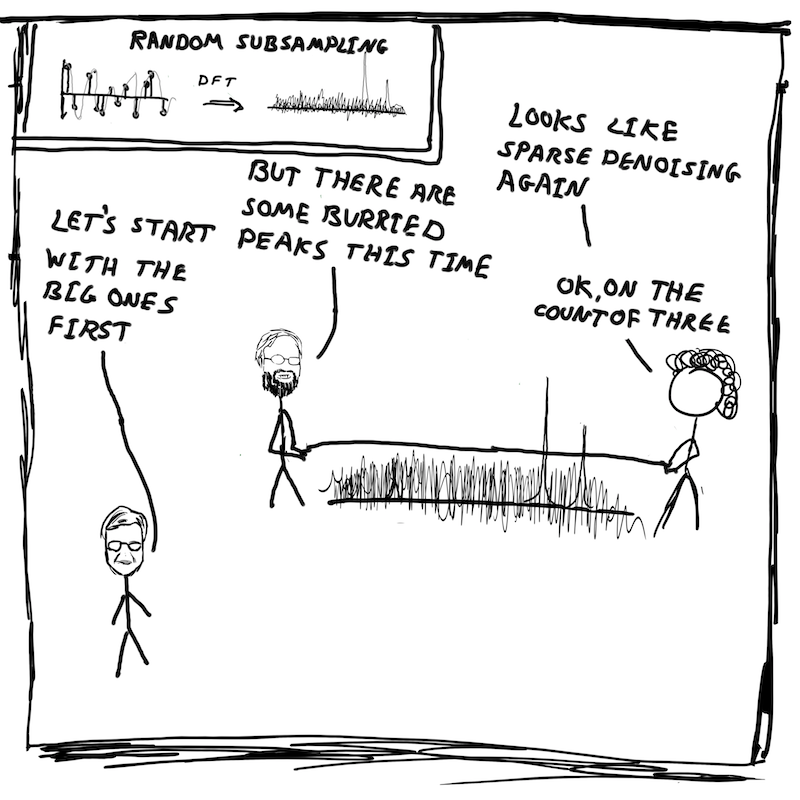 RANDOM SUBSAMPLING
DFT
LET'S START
WITH THE
BIG ONES
FIRST
BUT THERE ARE
SOME BURRIED
PEAKS THIS TIME
LOOKS LIKE
SPARSE DENOISING
AGAIN
OK, ON THE
COUNT OF THREE